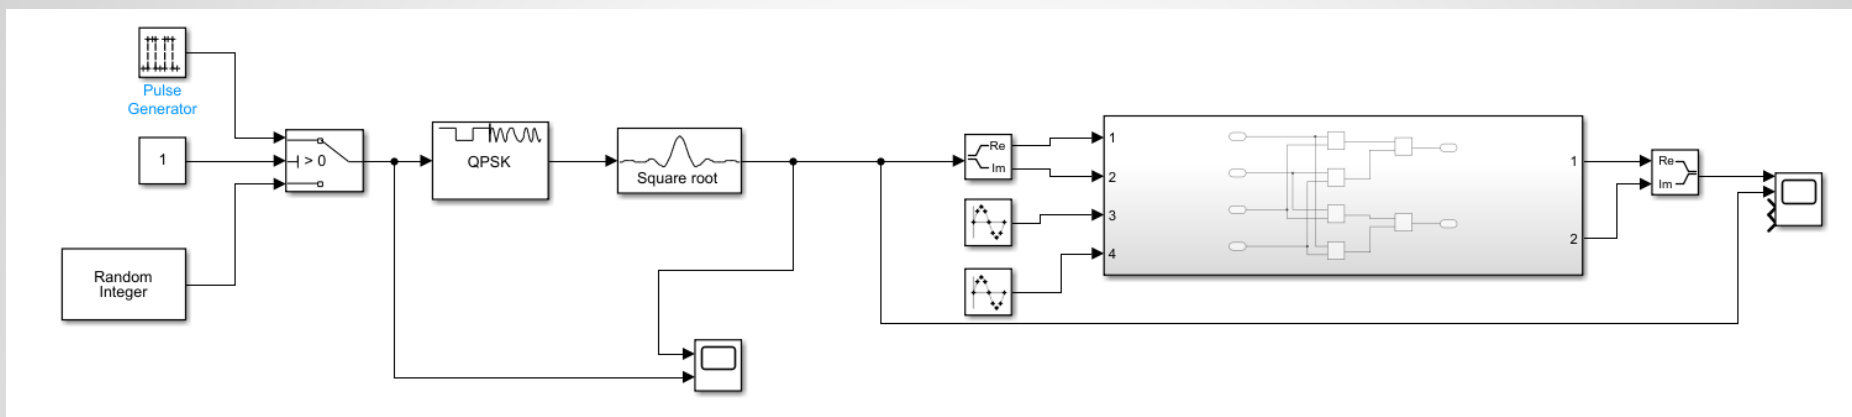 Pulse
Generator
1
> 0
Random
Integer
QPSK
Square root
Re
Im
1
2
3
4
1
2
Re
Im